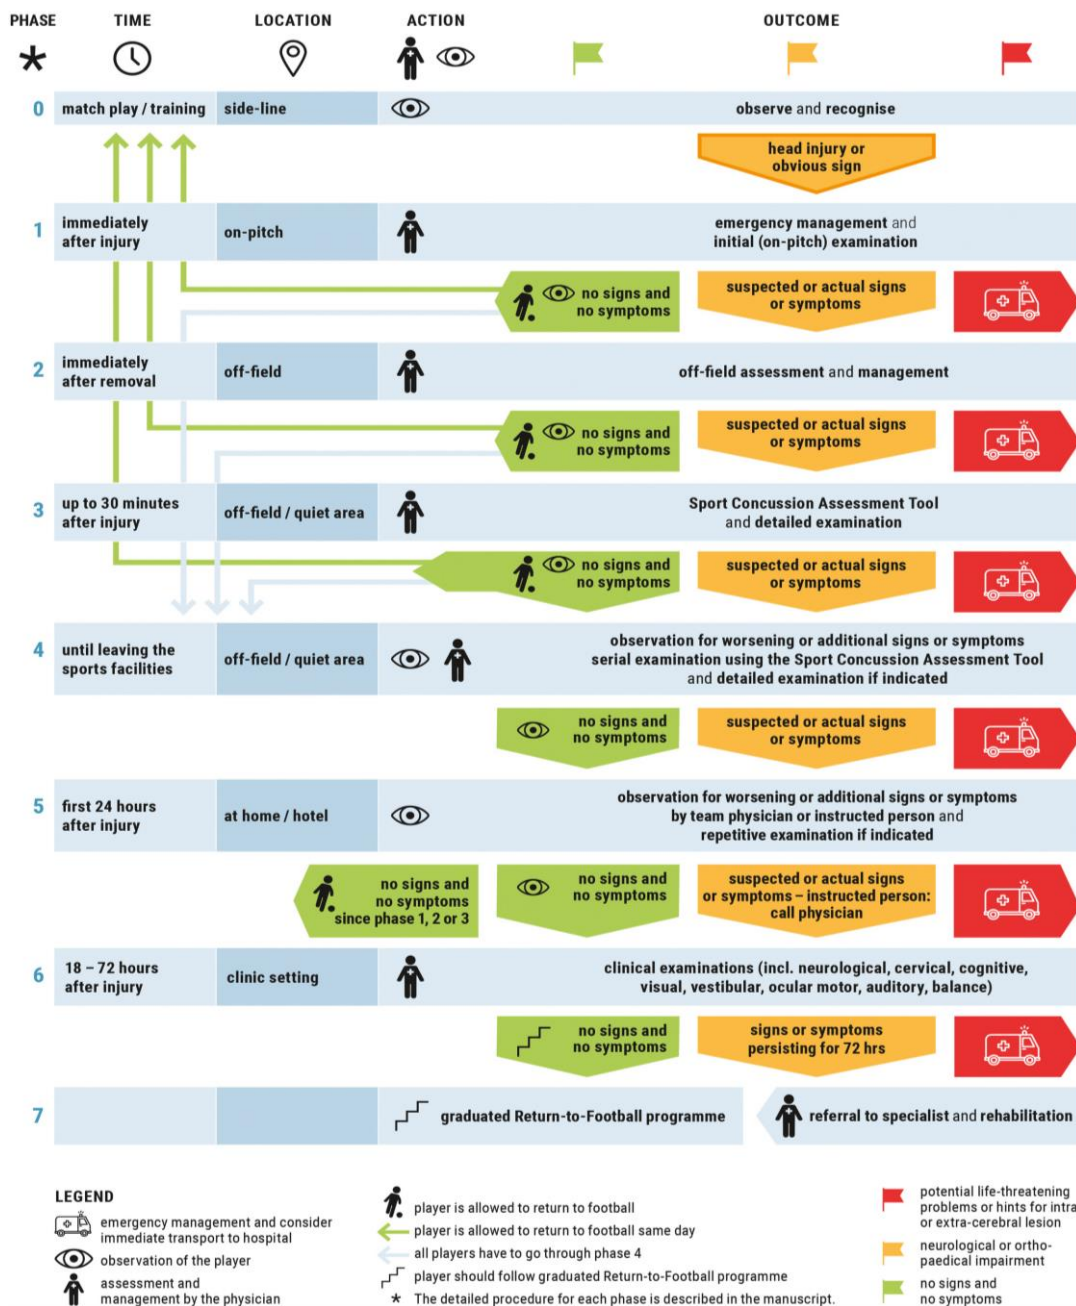 PHASE TIME LOCATION ACTION OUTCOME
*
0 match play / training side-line observe and recognise
head injury or
obvious sign
1 immediately
after injury
on-pitch
emergency management and
initial (on-pitch) examination
no signs and
no symptoms
suspected or actual signs
or symptoms
2 immediately
after removal
off-field
off-field assessment and management
no signs and
no symptoms
suspected or actual signs
or symptoms
3 up to 30 minutes
after injury
off-field / quiet area
Sport Concussion Assessment Tool
and detailed examination
no signs and
no symptoms
suspected or actual signs
or symptoms
4 until leaving the
sports facilities
off-field / quiet area
observation for worsening or additional signs or symptoms
serial examination using the Sport Concussion Assessment Tool
and detailed examination if indicated
no signs and
no symptoms
suspected or actual signs
or symptoms
5 first 24 hours
after injury
at home / hotel
observation for worsening or additional signs or symptoms
by team physician or instructed person and
repetitive examination if indicated
no signs and
no symptoms
since phase 1, 2 or 3
no signs and
no symptoms
suspected or actual signs
or symptoms – instructed person:
call physician
6 18 – 72 hours
after injury
clinic setting
clinical examinations (incl. neurological, cervical, cognitive,
visual, vestibular, ocular motor, auditory, balance)
no signs and
no symptoms
signs or symptoms
persisting for 72 hrs
7 graduated Return-to-Football programme
referral to specialist and rehabilitation
LEGEND
emergency management and consider
immediate transport to hospital
observation of the player
assessment and
management by the physician
player is allowed to return to football
player is allowed to return to football same day
all players have to go through phase 4
player should follow graduated Return-to-Football programme
* The detailed procedure for each phase is described in the manuscript.
potential life-threatening
problems or hints for intra
or extra-cerebral lesion
neurological or ortho-
paedical impairment
no signs and
no symptoms